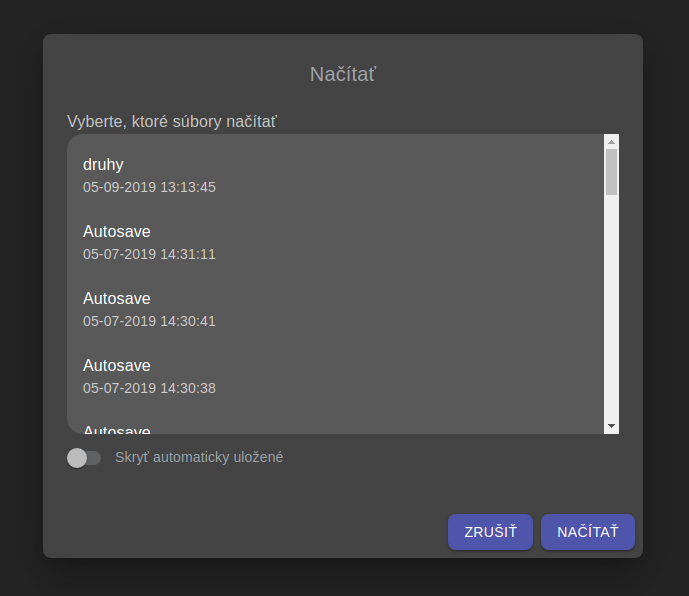 Načítať
Vyberte, ktoré súbory načítať
druhy
05-09-2019 13:13:45
Autosave
05-07-2019 14:31:11
Autosave
05-07-2019 14:30:41
Autosave
05-07-2019 14:30:38
Autosave
Skryť automaticky uložené
ZRUŠIŤ
NAČÍTAŤ